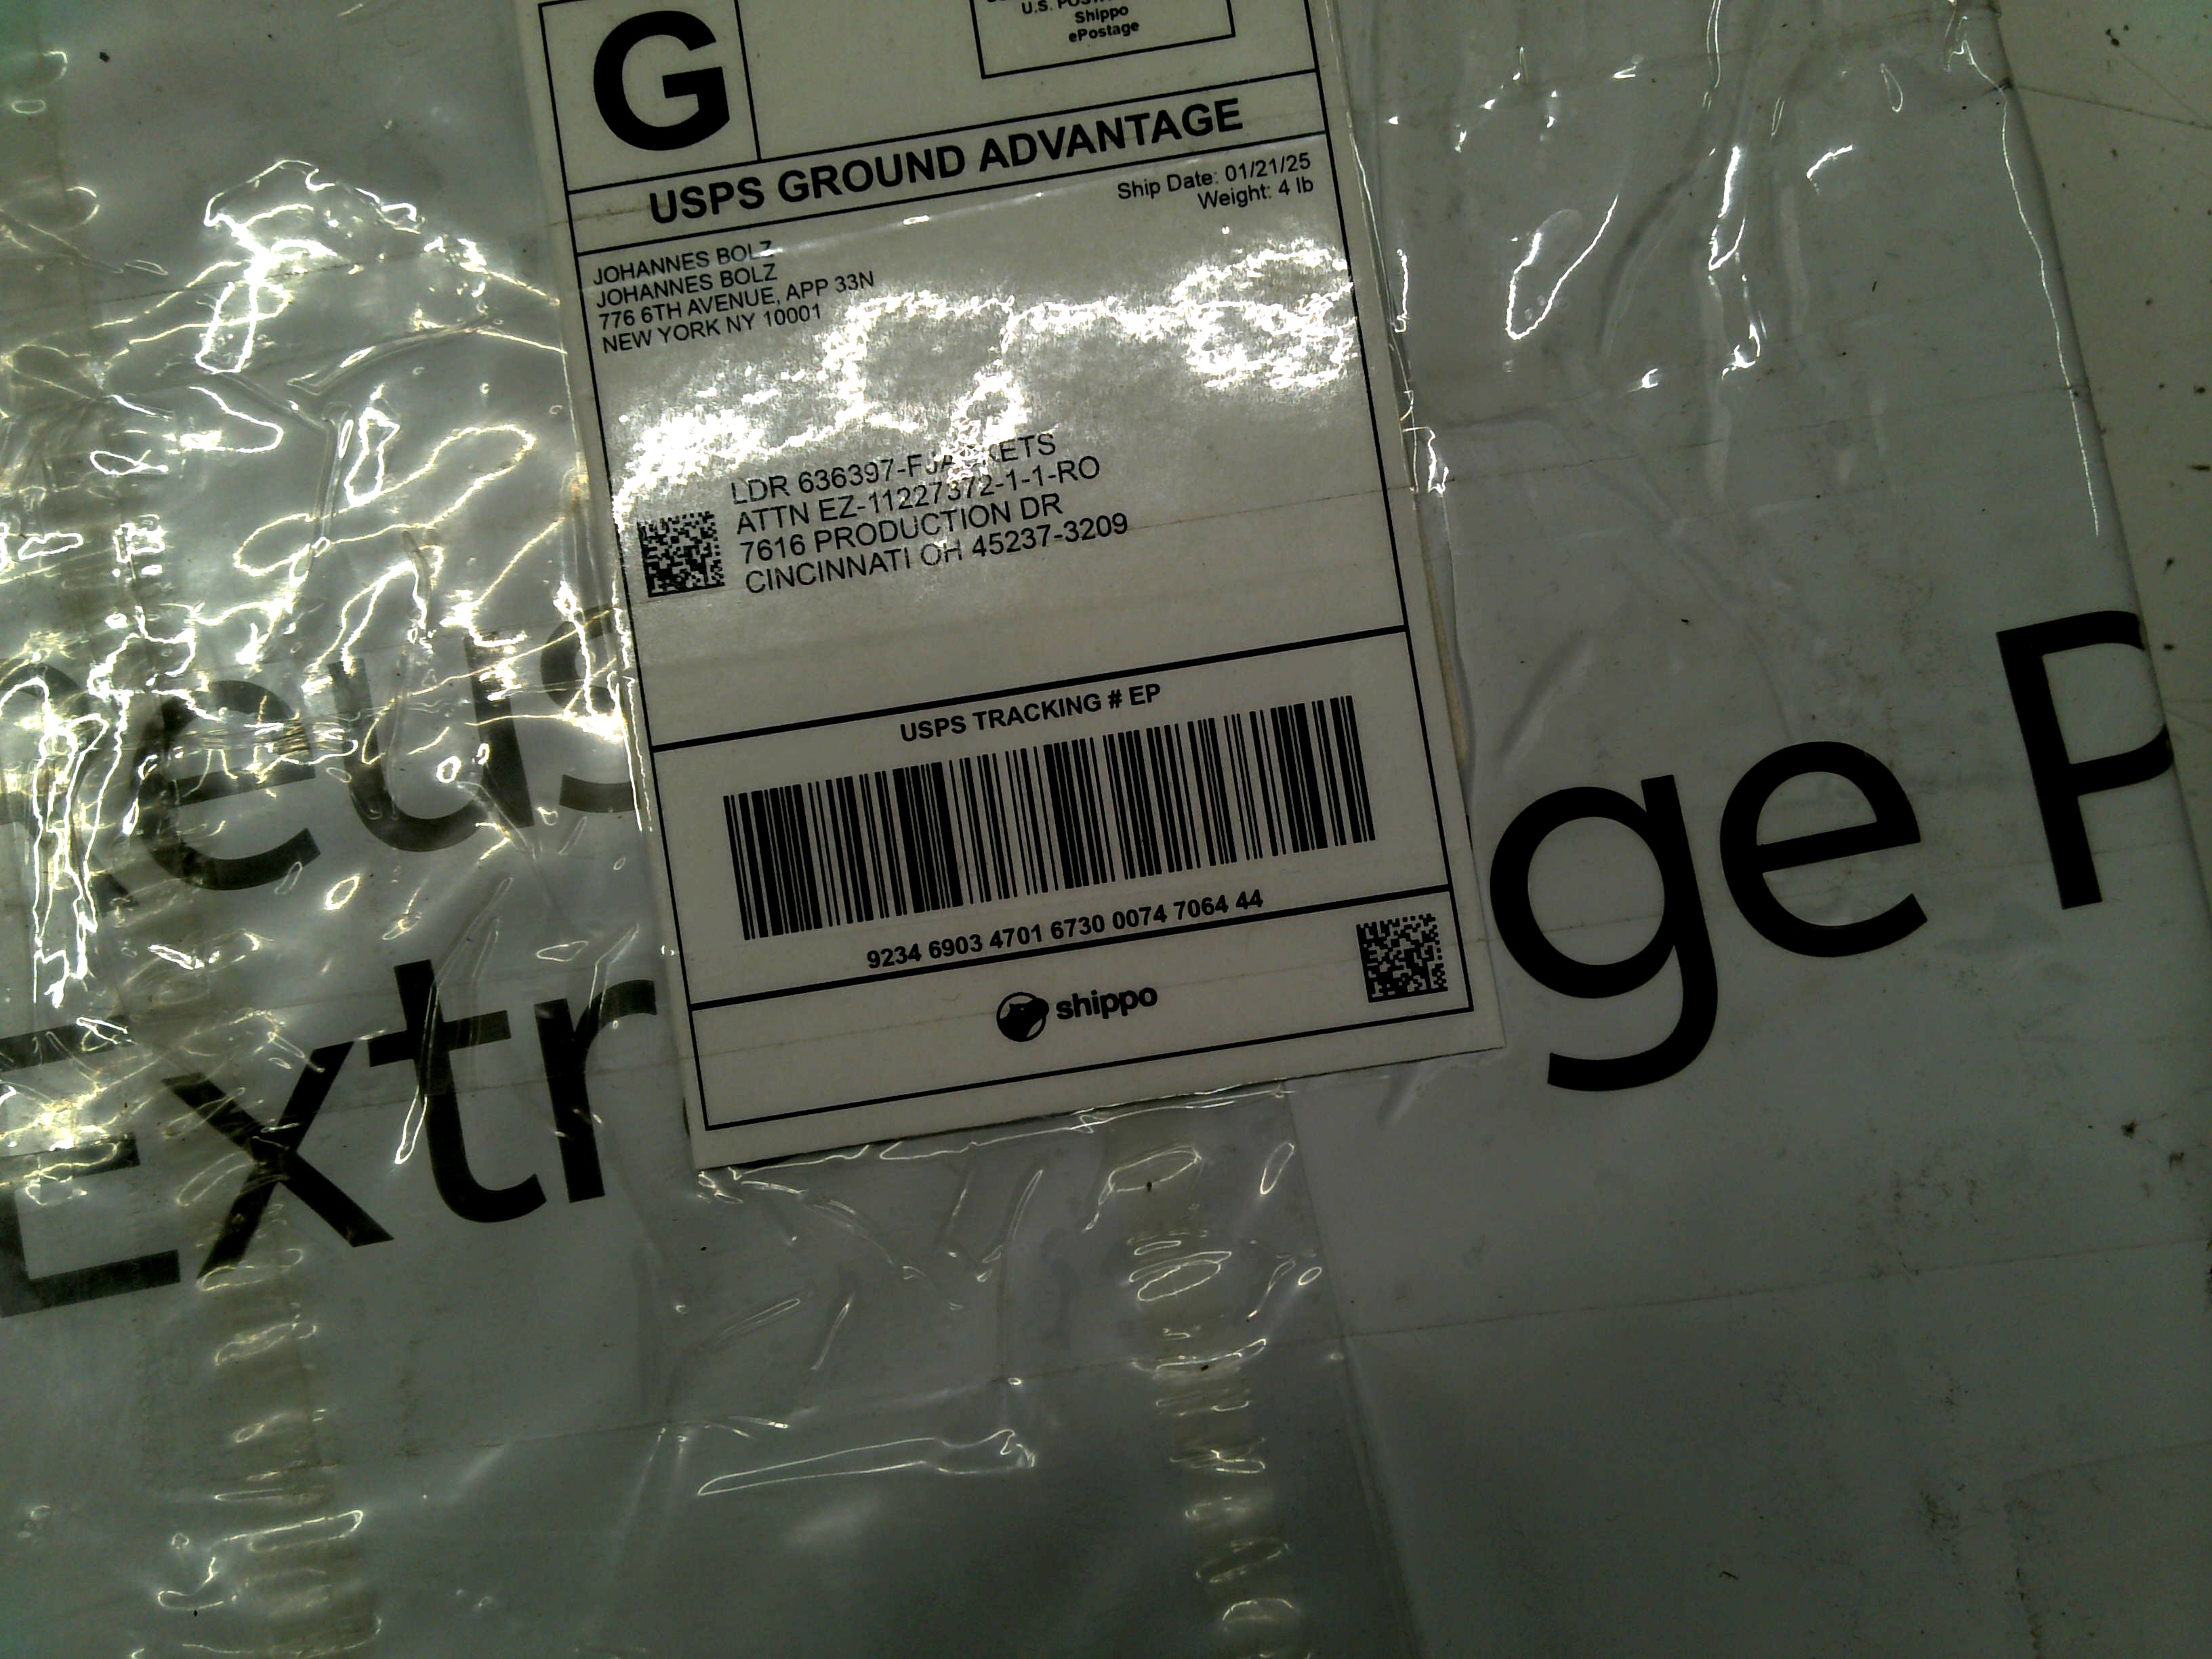 G
Shippo
ePostage
USPS GROUND ADVANTAGE
Ship Date: 01/21/25
Weight: 4 lb
JOHANNES BOLZ
JOHANNES BOLZ
776 6TH AVENUE, APP 33N
NEW YORK NY 10001
LDR 636397-FJACKETS
ATTN EZ-11227372-1-1-RO
7616 PRODUCTION DR
CINCINNATI OH 45237-3209
USPS TRACKING # EP
9234 6903 4701 6730 0074 7064 44
shippo
Reus
Extr ge P